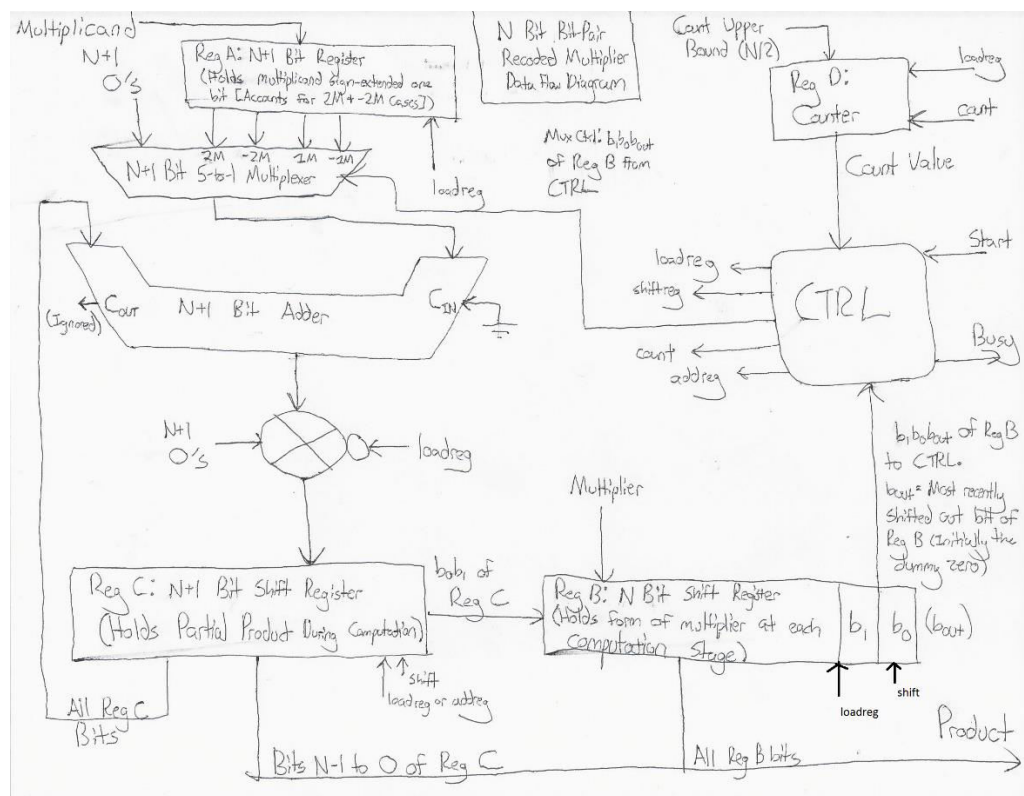 Multiplicand
N+1
0's
Reg A: N+1 Bit Register
(Holds multiplicand sign-extended one
bit [Accounts for 2M + -2M Cases])
2M -2M 1M -1M
N+1 Bit 5-to-1 Multiplexer
loadreg
N Bit Bit-Pair
Recoded Multiplier
Data Flow Diagram
Mux Ctrl: b1b0bout
of Reg B from
CTRL
Count Upper
Bound (N/2)
Reg D:
Counter
loadreg
count
Count Value
Start
CTRL
Busy
loadreg
shiftreg
count
addreg
COUT
(Ignored)
N+1 Bit Adder
CIN
N+1
0's
loadreg
b1b0bout of Reg B
to CTRL.
bout= Most recently
shifted out bit of
Reg B (Initially the
dummy zero)
Multiplier
Reg C: N+1 Bit Shift Register
(Holds Partial Product During Computation)
b0b1 of
Reg C
Reg B: N Bit Shift Register
(Holds form of multiplier at each
computation Stage)
b1
b0
(bout)
shift
loadreg or addreg
shift
loadreg
All Reg C
Bits
Bits N-1 to 0 of Reg C
All Reg B bits
Product